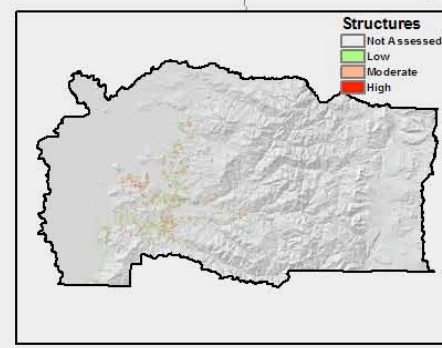 Structures
Not Assessed
Low
Moderate
High